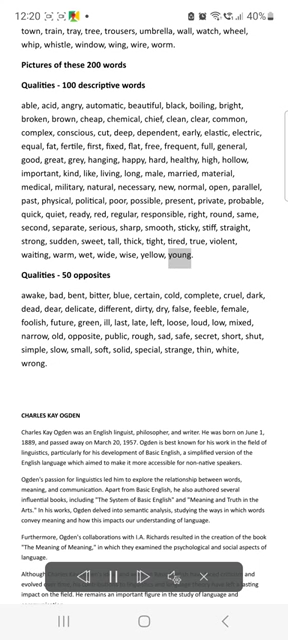 12:20 40%
town, train, tray, tree, trousers, umbrella, wall, watch, wheel,
whip, whistle, window, wing, wire, worm.
Pictures of these 200 words
Qualities - 100 descriptive words
able, acid, angry, automatic, beautiful, black, boiling, bright,
broken, brown, cheap, chemical, chief, clean, clear, common,
complex, conscious, cut, deep, dependent, early, elastic, electric,
equal, fat, fertile, first, fixed, flat, free, frequent, full, general,
good, great, grey, hanging, happy, hard, healthy, high, hollow,
important, kind, like, living, long, male, married, material,
medical, military, natural, necessary, new, normal, open, parallel,
past, physical, political, poor, possible, present, private, probable,
quick, quiet, ready, red, regular, responsible, right, round, same,
second, separate, serious, sharp, smooth, sticky, stiff, straight,
strong, sudden, sweet, tall, thick, tight, tired, true, violent,
waiting, warm, wet, wide, wise, yellow, young.
Qualities - 50 opposites
awake, bad, bent, bitter, blue, certain, cold, complete, cruel, dark,
dead, dear, delicate, different, dirty, dry, false, feeble, female,
foolish, future, green, ill, last, late, left, loose, loud, low, mixed,
narrow, old, opposite, public, rough, sad, safe, secret, short, shut,
simple, slow, small, soft, solid, special, strange, thin, white,
wrong.
CHARLES KAY OGDEN
Charles Kay Ogden was an English linguist, philosopher, and writer. He was born on June 1,
1889, and passed away on March 20, 1957. Ogden is best known for his work in the field of
linguistics, particularly for his development of Basic English, a simplified version of the
English language which aimed to make it more accessible for non-native speakers.
Ogden's passion for linguistics led him to explore the relationship between words,
meaning, and communication. Apart from Basic English, he also authored several
influential books, including "The System of Basic English" and "Meaning and Truth in the
Arts." In his works, Ogden delved into semantic analysis, studying the ways in which words
convey meaning and how this impacts our understanding of language.
Furthermore, Ogden's collaborations with I.A. Richards resulted in the creation of the book
"The Meaning of Meaning," in which they examined the psychological and social aspects of
language.
Although
evolved over
impact on the field. He remains an important figure in the study of language and